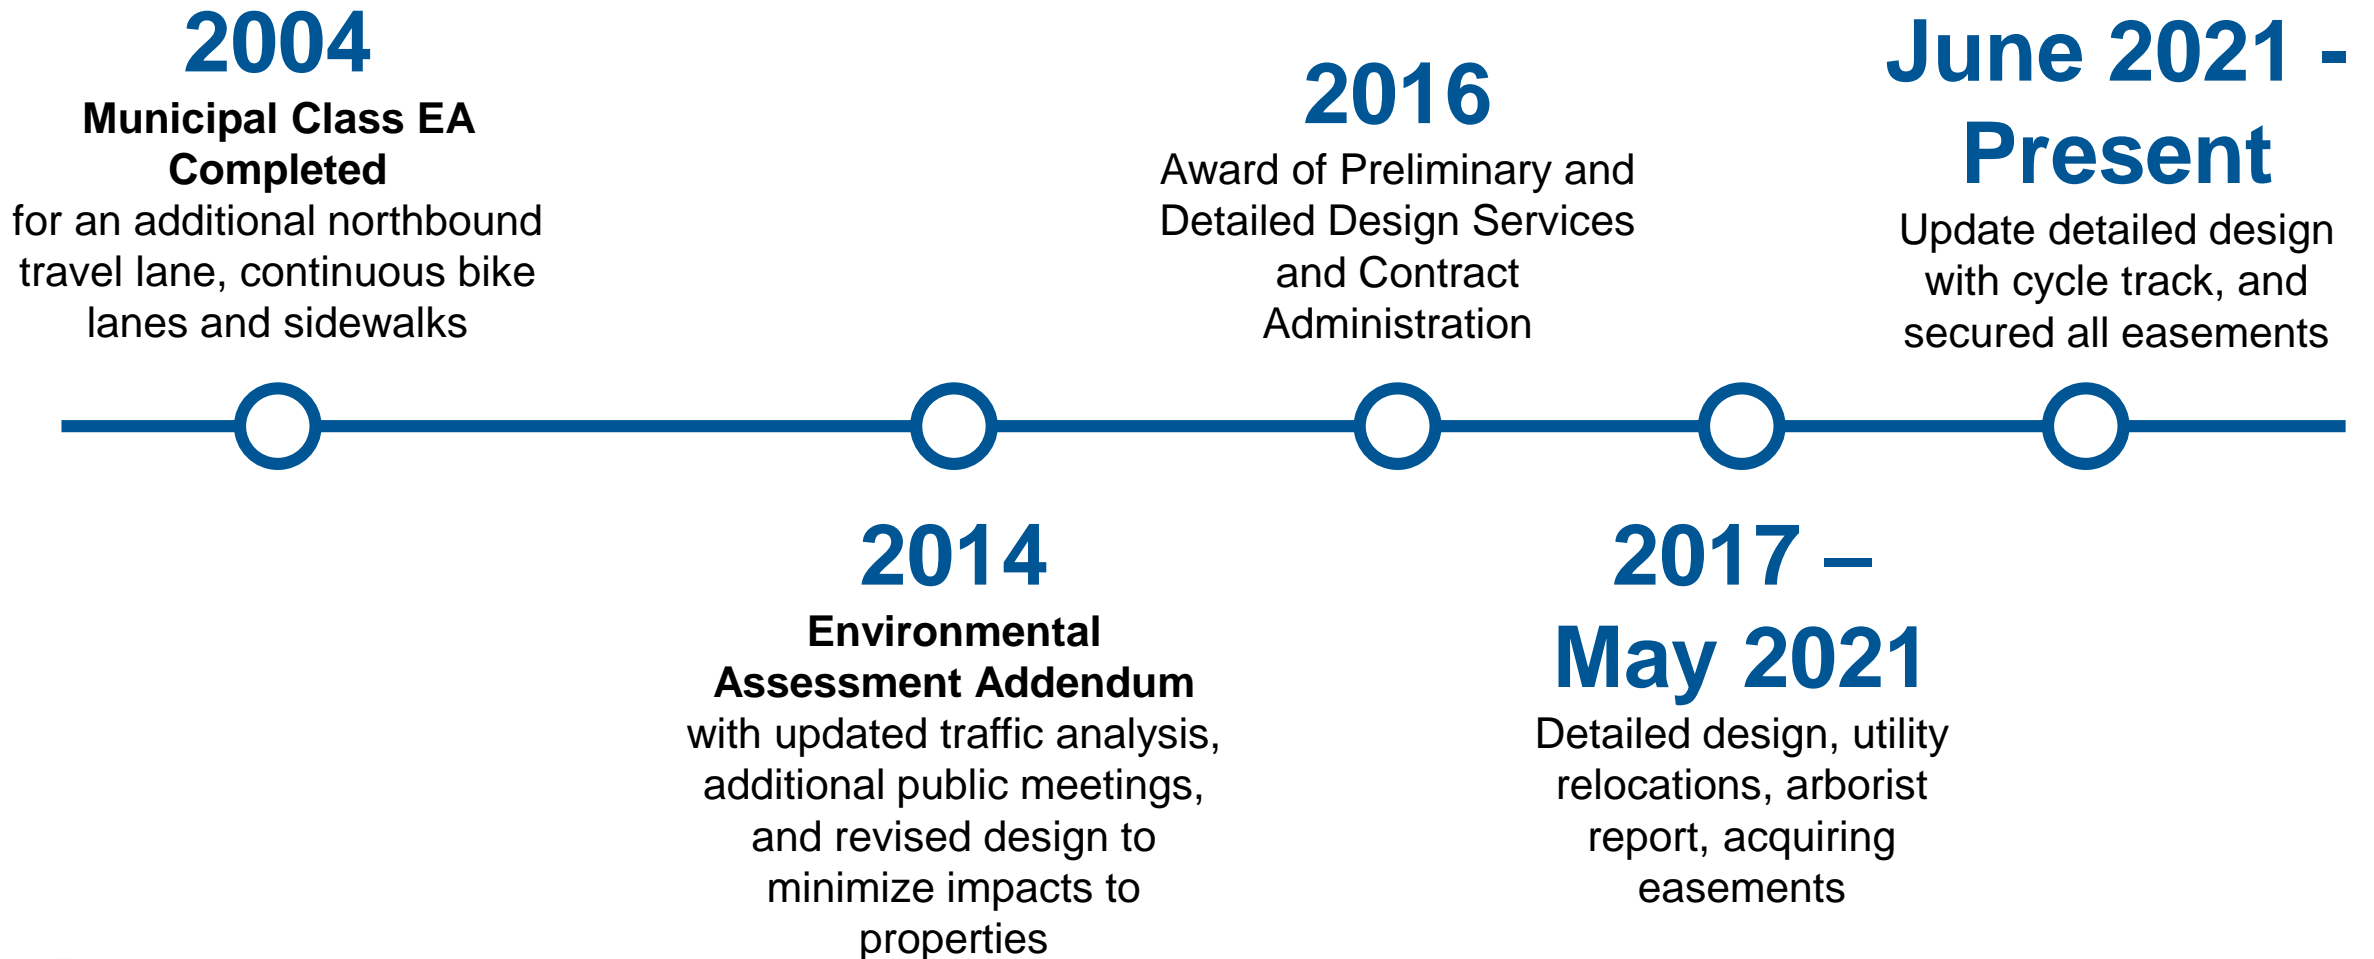 2004
Municipal Class EA
Completed
for an additional northbound
travel lane, continuous bike
lanes and sidewalks
2014
Environmental
Assessment Addendum
with updated traffic analysis,
additional public meetings,
and revised design to
minimize impacts to
properties
2016
Award of Preliminary and
Detailed Design Services
and Contract
Administration
2017 –
May 2021
Detailed design, utility
relocations, arborist
report, acquiring
easements
June 2021 -
Present
Update detailed design
with cycle track, and
secured all easements